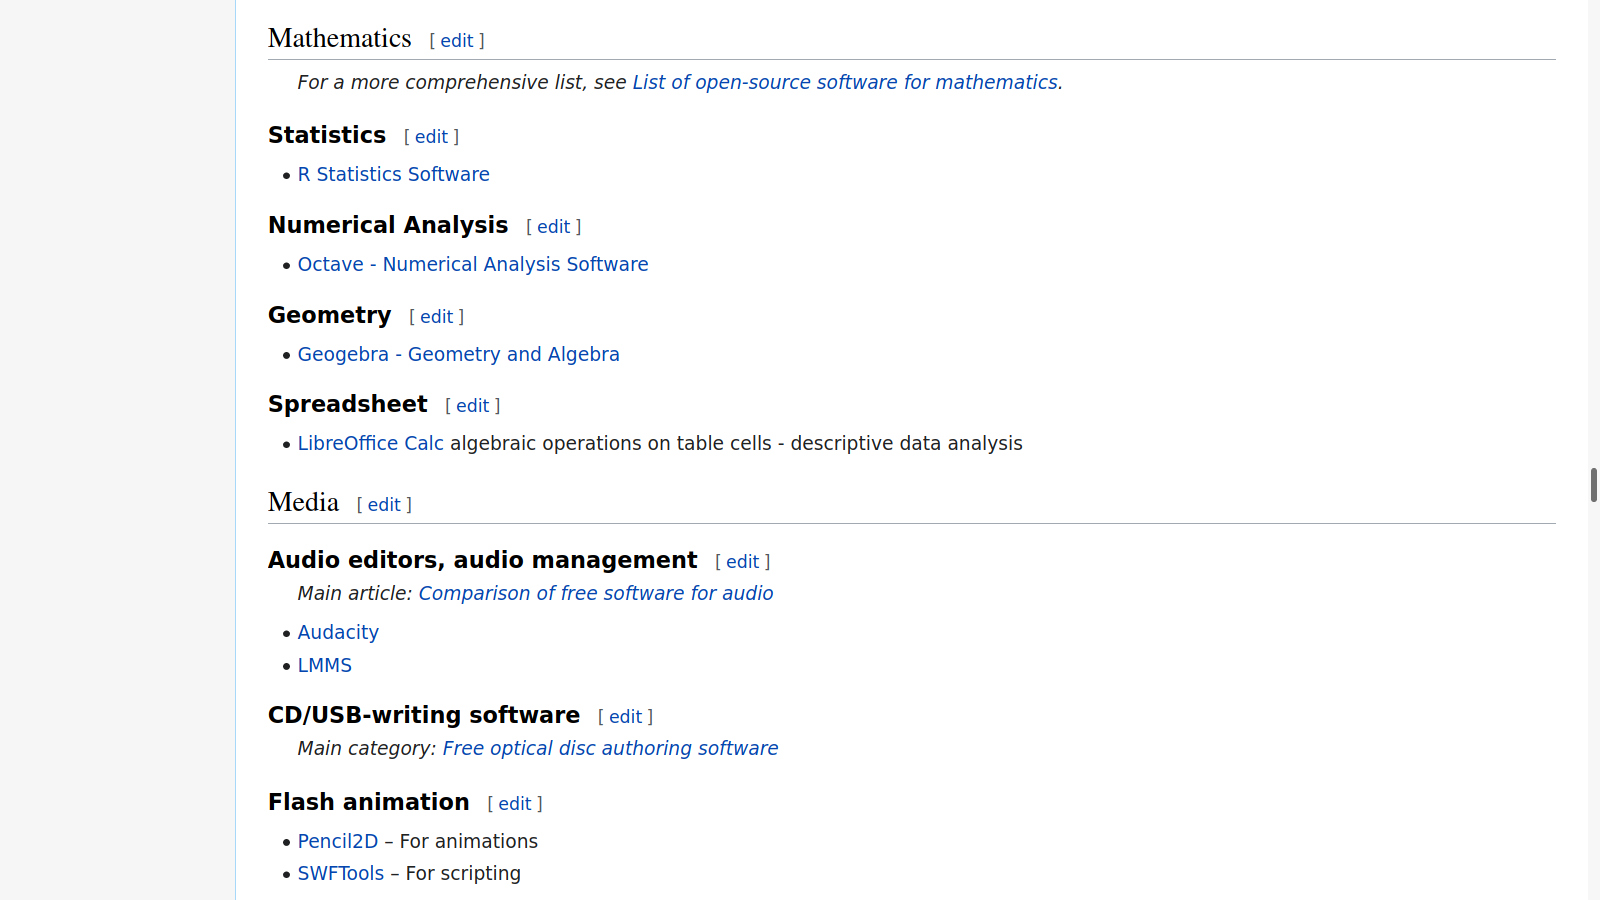 Mathematics [ edit ]
For a more comprehensive list, see List of open-source software for mathematics.
Statistics [ edit ]
• R Statistics Software
Numerical Analysis [ edit ]
• Octave - Numerical Analysis Software
Geometry [ edit ]
• Geogebra - Geometry and Algebra
Spreadsheet [ edit ]
• LibreOffice Calc algebraic operations on table cells - descriptive data analysis
Media [ edit ]
Audio editors, audio management [ edit ]
Main article: Comparison of free software for audio
• Audacity
• LMMS
CD/USB-writing software [ edit ]
Main category: Free optical disc authoring software
Flash animation [ edit ]
• Pencil2D – For animations
• SWFTools – For scripting